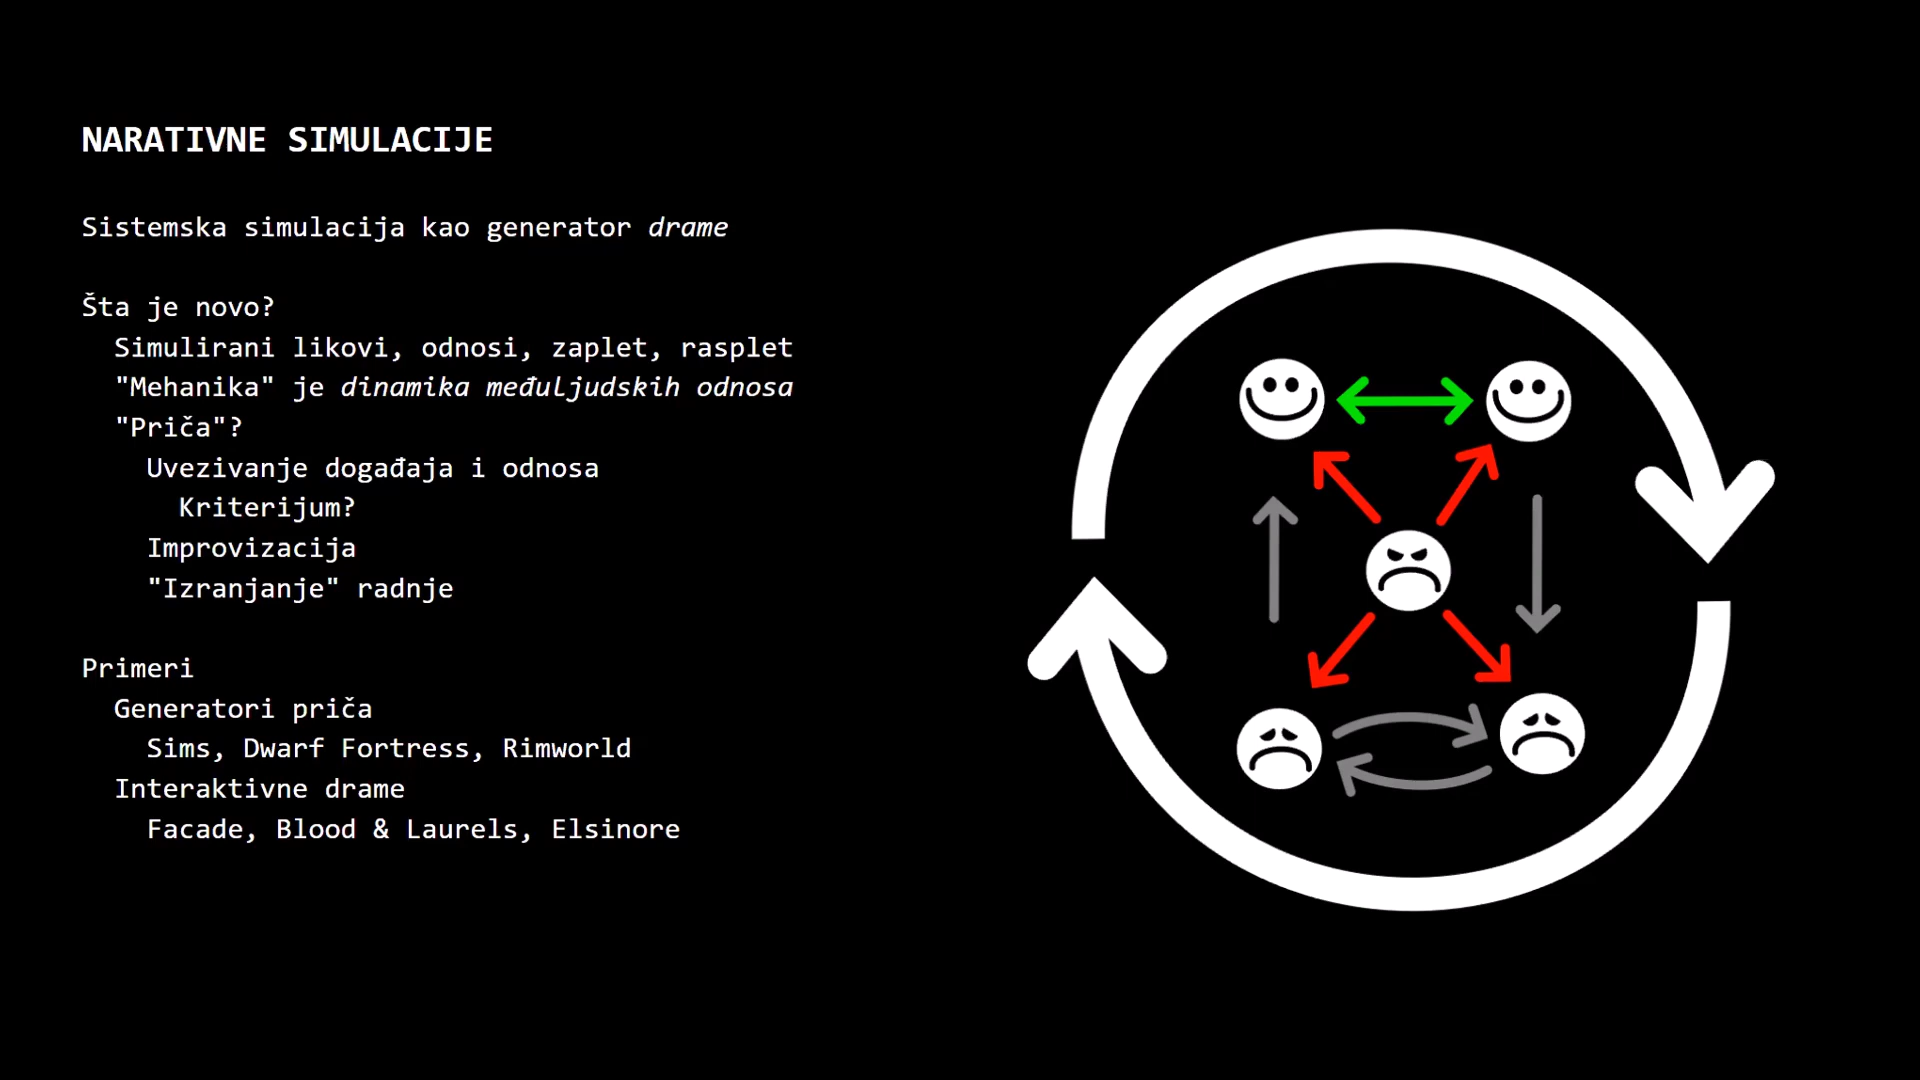 NARATIVNE SIMULACIJE
Sistemska simulacija kao generator drame
Šta je novo?
Simulirani likovi, odnosi, zaplet, rasplet
"Mehanika" je dinamika međuljudskih odnosa
"Priča"?
Uvezivanje događaja i odnosa
Kriterijum?
Improvizacija
"Izranjanje" radnje
Primeri
Generatori priča
Sims, Dwarf Fortress, Rimworld
Interaktivne drame
Facade, Blood & Laurels, Elsinore